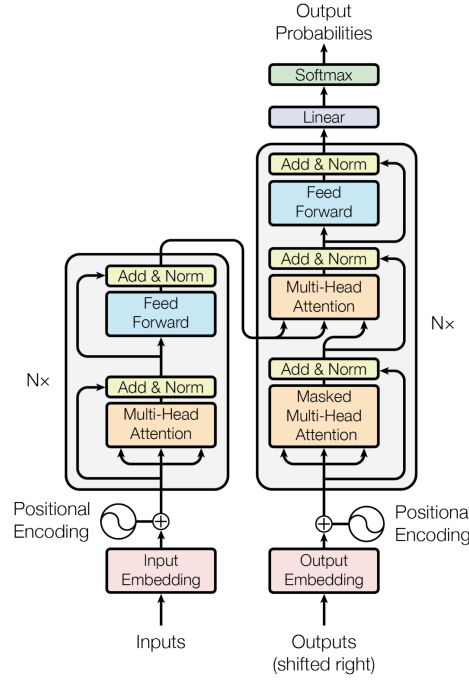 Output
Probabilities
Softmax
Linear
Add & Norm
Feed
Forward
Add & Norm
Multi-Head
Attention
Add & Norm
Masked
Multi-Head
Attention
Nx
Add & Norm
Feed
Forward
Add & Norm
Multi-Head
Attention
N×
Positional
Encoding
Positiona
Encoding
Input
Embedding
Output
Embedding
Inputs
Outputs
(shifted right)